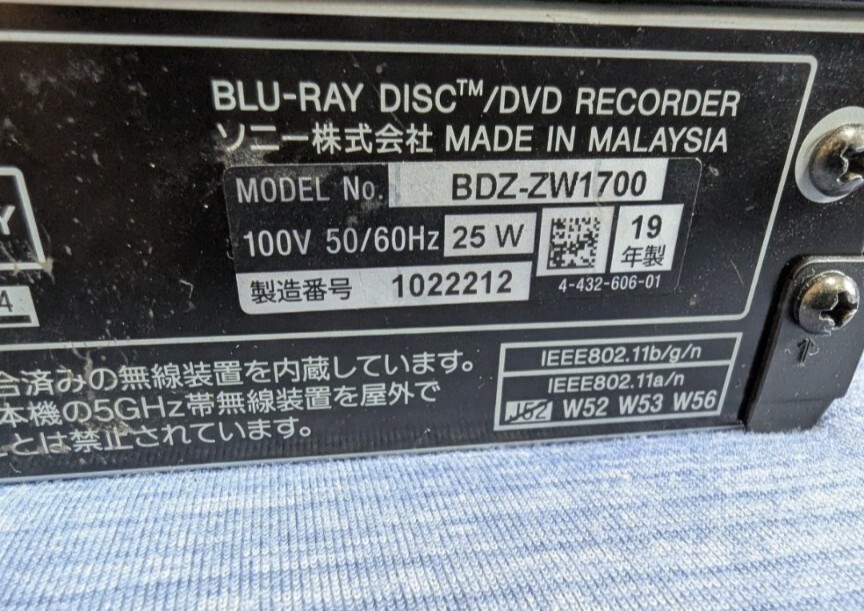 BLU-RAY DISC™/DVD RECORDER
ソニー株式会社 MADE IN MALAYSIA
MODEL No. BDZ-ZW1700
100V 50/60Hz 25 W
19
年製
製造番号 1022212
4-432-606-01
Y
4
合済みの無線装置を内蔵しています。
本機の5GHz帯無線装置を屋外で
とは禁止されています。
IEEE802.11b/g/n
IEEE802.11a/n
J52 W52 W53 W56